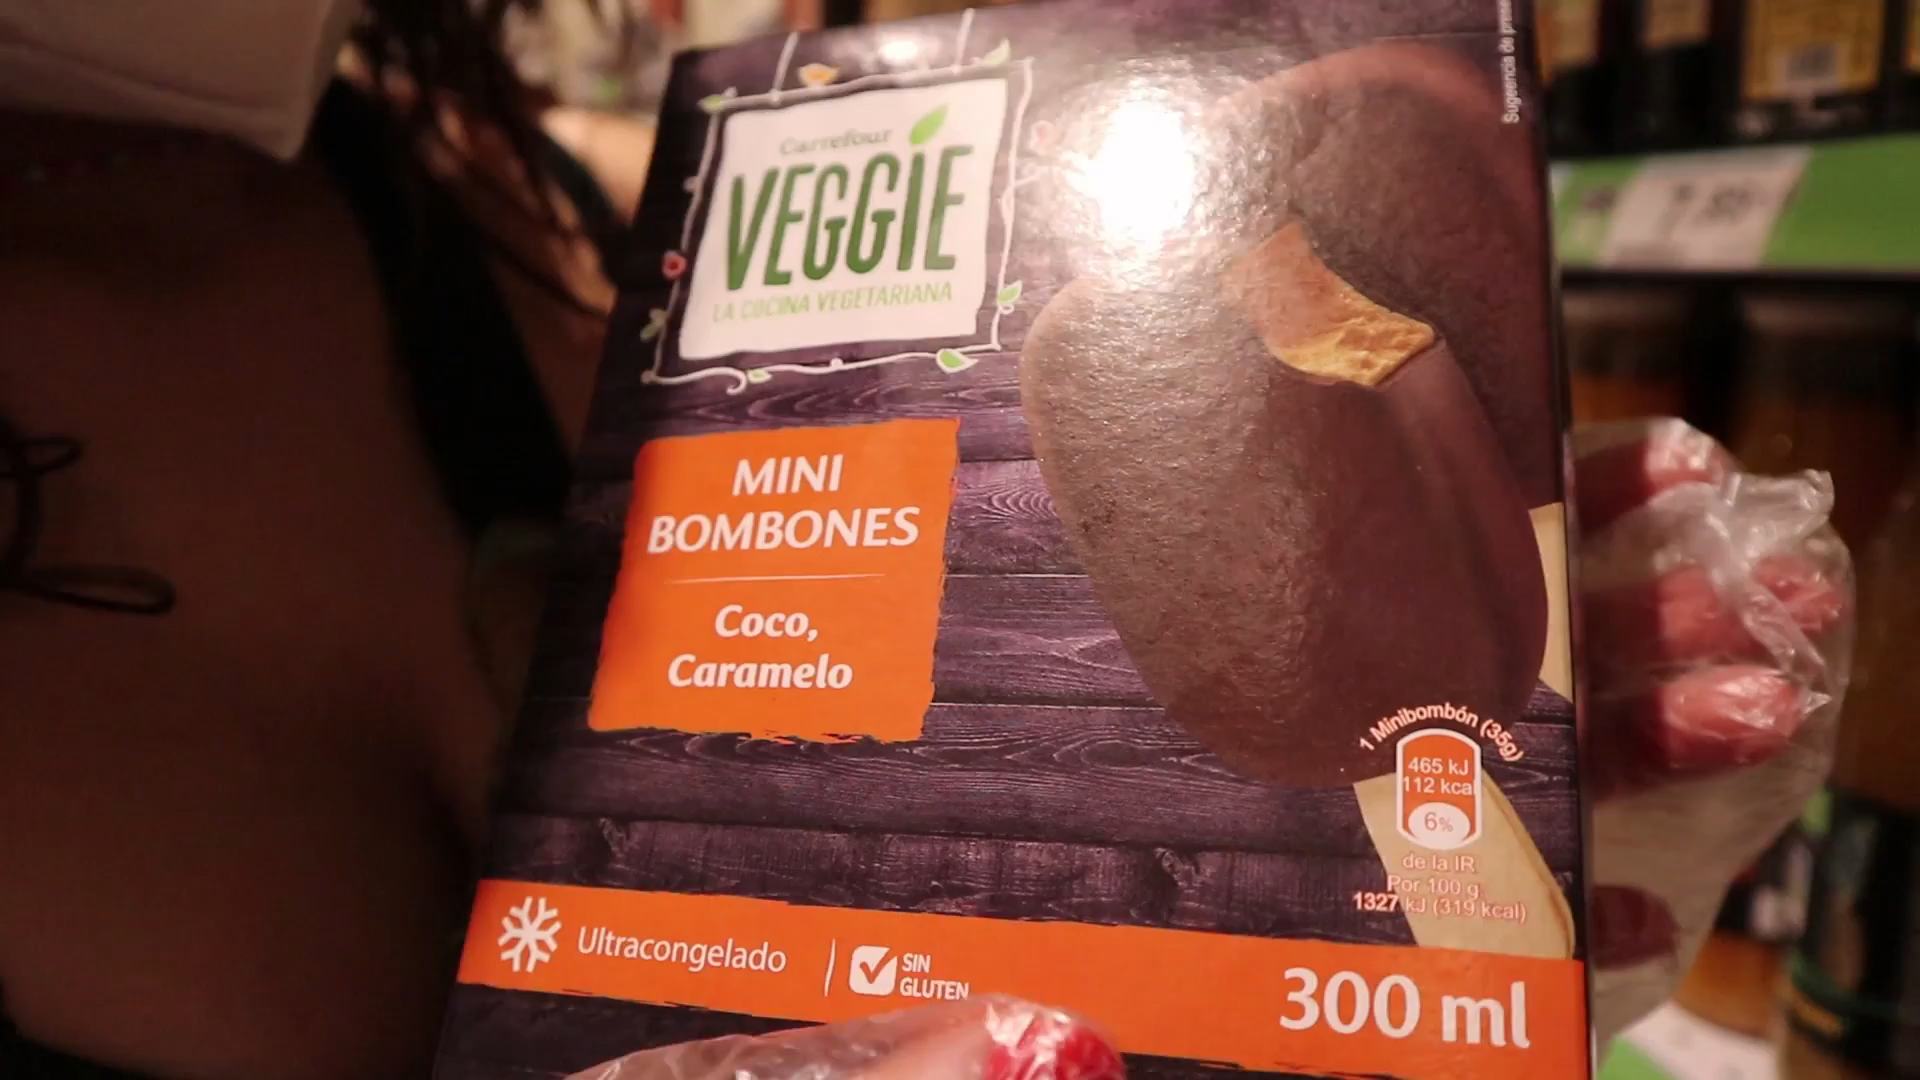 Carrefour
VEGGIE
LA COCINA VEGETARIANA
MINI
BOMBONES
Coco,
Caramelo
1 Minibombón (35g)
465 kJ
112 kcal
6%
de la IR
Por 100 g
1327 kJ (319 kcal)
Ultracongelado
SIN
GLUTEN
300 ml
Sugerencia de